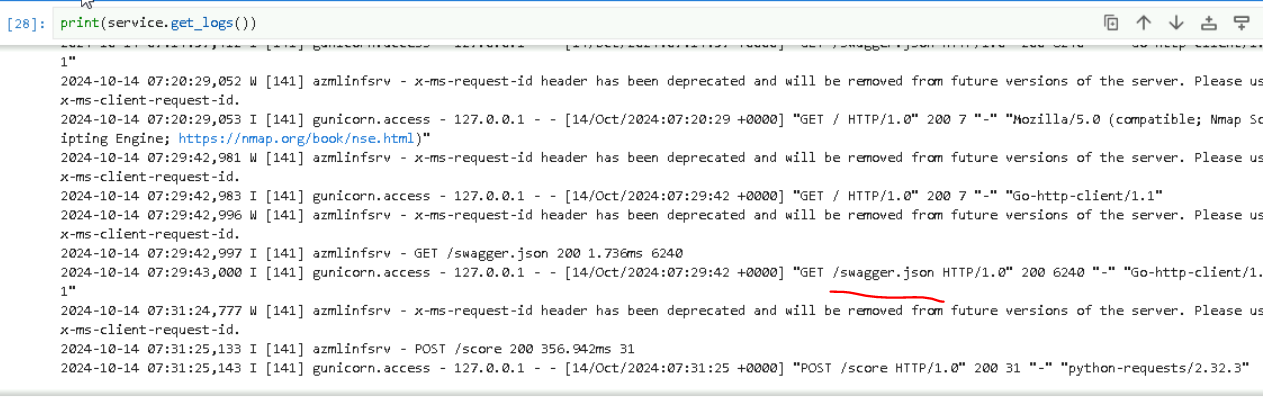 [28]: print(service.get_logs())
1"
2024-10-14 07:20:29,052 W [141] azmlinfsrv - x-ms-request-id header has been deprecated and will be removed from future versions of the server. Please us
x-ms-client-request-id.
2024-10-14 07:20:29,053 I [141] gunicorn.access - 127.0.0.1 - - [14/Oct/2024:07:20:29 +0000] "GET / HTTP/1.0" 200 7 "-" "Mozilla/5.0 (compatible; Nmap Sc
ipting Engine; https://nmap.org/book/nse.html)"
2024-10-14 07:29:42,981 W [141] azmlinfsrv - x-ms-request-id header has been deprecated and will be removed from future versions of the server. Please us
x-ms-client-request-id.
2024-10-14 07:29:42,983 I [141] gunicorn.access - 127.0.0.1 - - [14/Oct/2024:07:29:42 +0000] "GET / HTTP/1.0" 200 7 "-" "Go-http-client/1.1"
2024-10-14 07:29:42,996 W [141] azmlinfsrv - x-ms-request-id header has been deprecated and will be removed from future versions of the server. Please us
x-ms-client-request-id.
2024-10-14 07:29:42,997 I [141] azmlinfsrv - GET /swagger.json 200 1.736ms 6240
2024-10-14 07:29:43,000 I [141] gunicorn.access - 127.0.0.1 - - [14/Oct/2024:07:29:42 +0000] "GET /swagger.json HTTP/1.0" 200 6240 "-" "Go-http-client/1.
1"
2024-10-14 07:31:24,777 W [141] azmlinfsrv - x-ms-request-id header has been deprecated and will be removed from future versions of the server. Please us
x-ms-client-request-id.
2024-10-14 07:31:25,133 I [141] azmlinfsrv - POST /score 200 356.942ms 31
2024-10-14 07:31:25,143 I [141] gunicorn.access - 127.0.0.1 - - [14/Oct/2024:07:31:25 +0000] "POST /score HTTP/1.0" 200 31 "-" "python-requests/2.32.3"